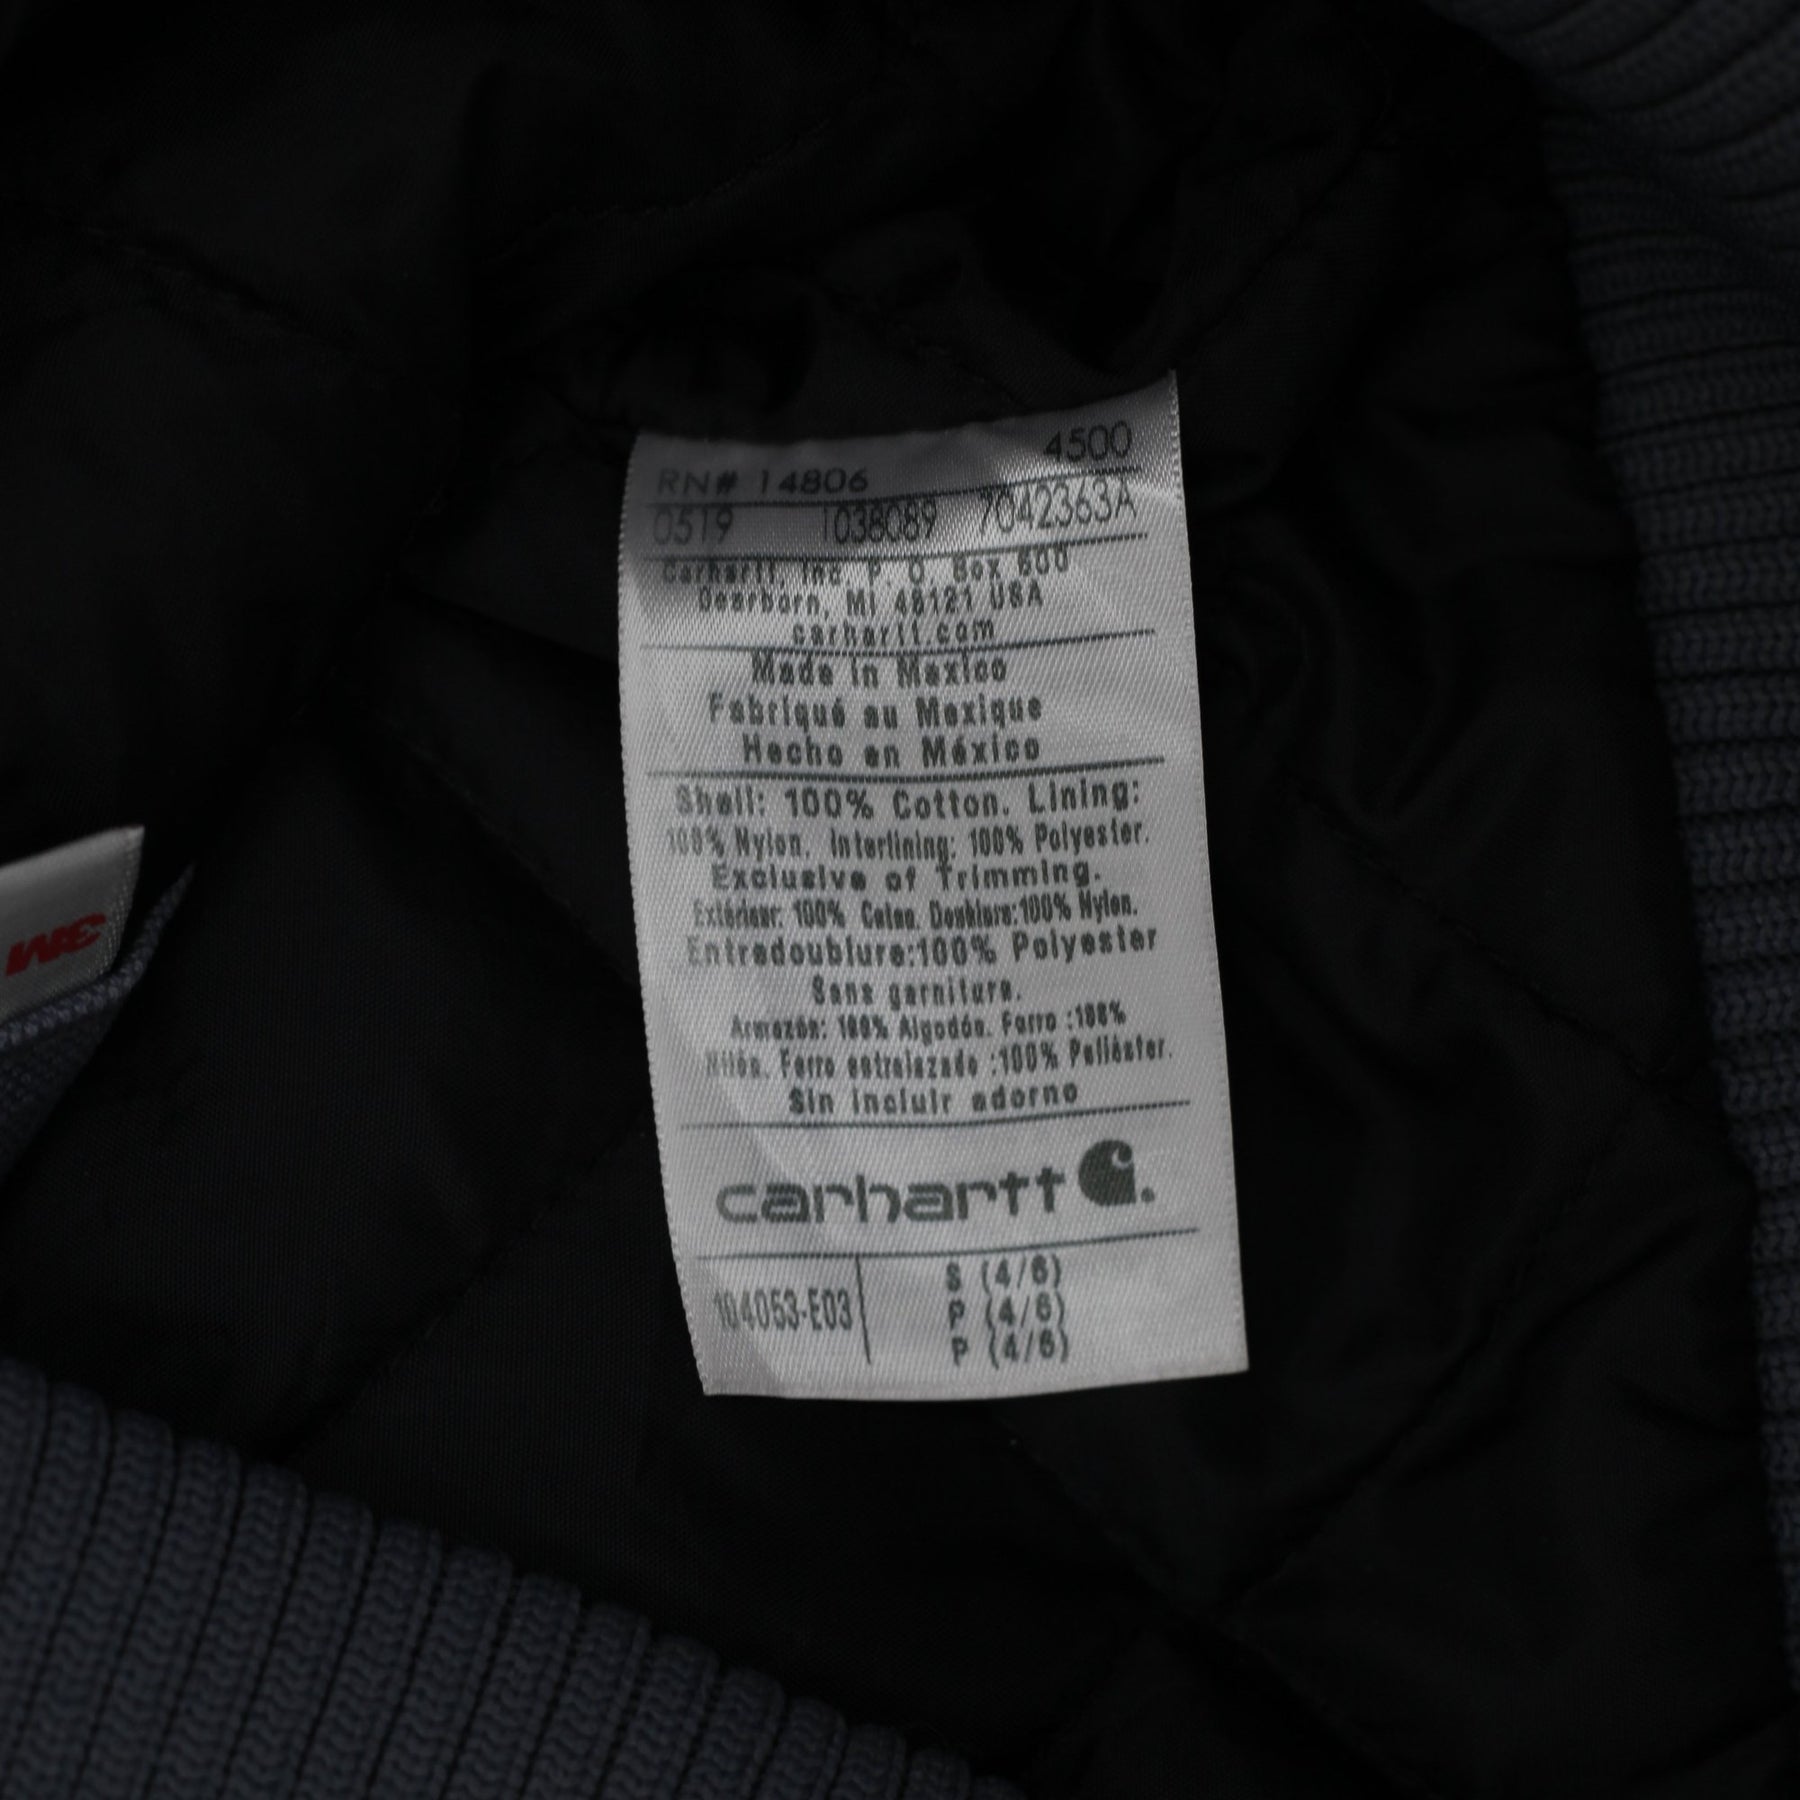 4500
RN# 14806
0519 1038089 7042363A
Carhartt, Inc. P. O. Box 600
Dearborn, MI 48121 USA
carhartt.com
Made in Mexico
Fabriqué au Mexique
Hecho en México
Shell: 100% Cotton. Lining:
100% Nylon. Interlining: 100% Polyester.
Exclusive of Trimming.
Extérieur: 100% Coton. Doublure:100% Nylon.
Entredoublure:100% Polyester
Sans garniture.
Armazón: 100% Algodón. Forro :100%
Nilón. Forro entrelazado :100% Poliéster.
Sin incluir adorno
carhartt
104053-E03
S (4/6)
P (4/6)
P (4/6)
3M